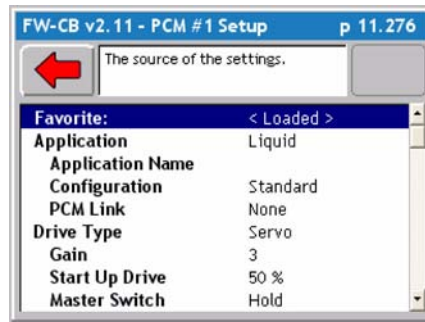 FW-CB v2.11 - PCM #1 Setup p 11.276
The source of the settings.
Favorite: < Loaded >
Application Liquid
Application Name
Configuration Standard
PCM Link None
Drive Type Servo
Gain 3
Start Up Drive 50 %
Master Switch Hold